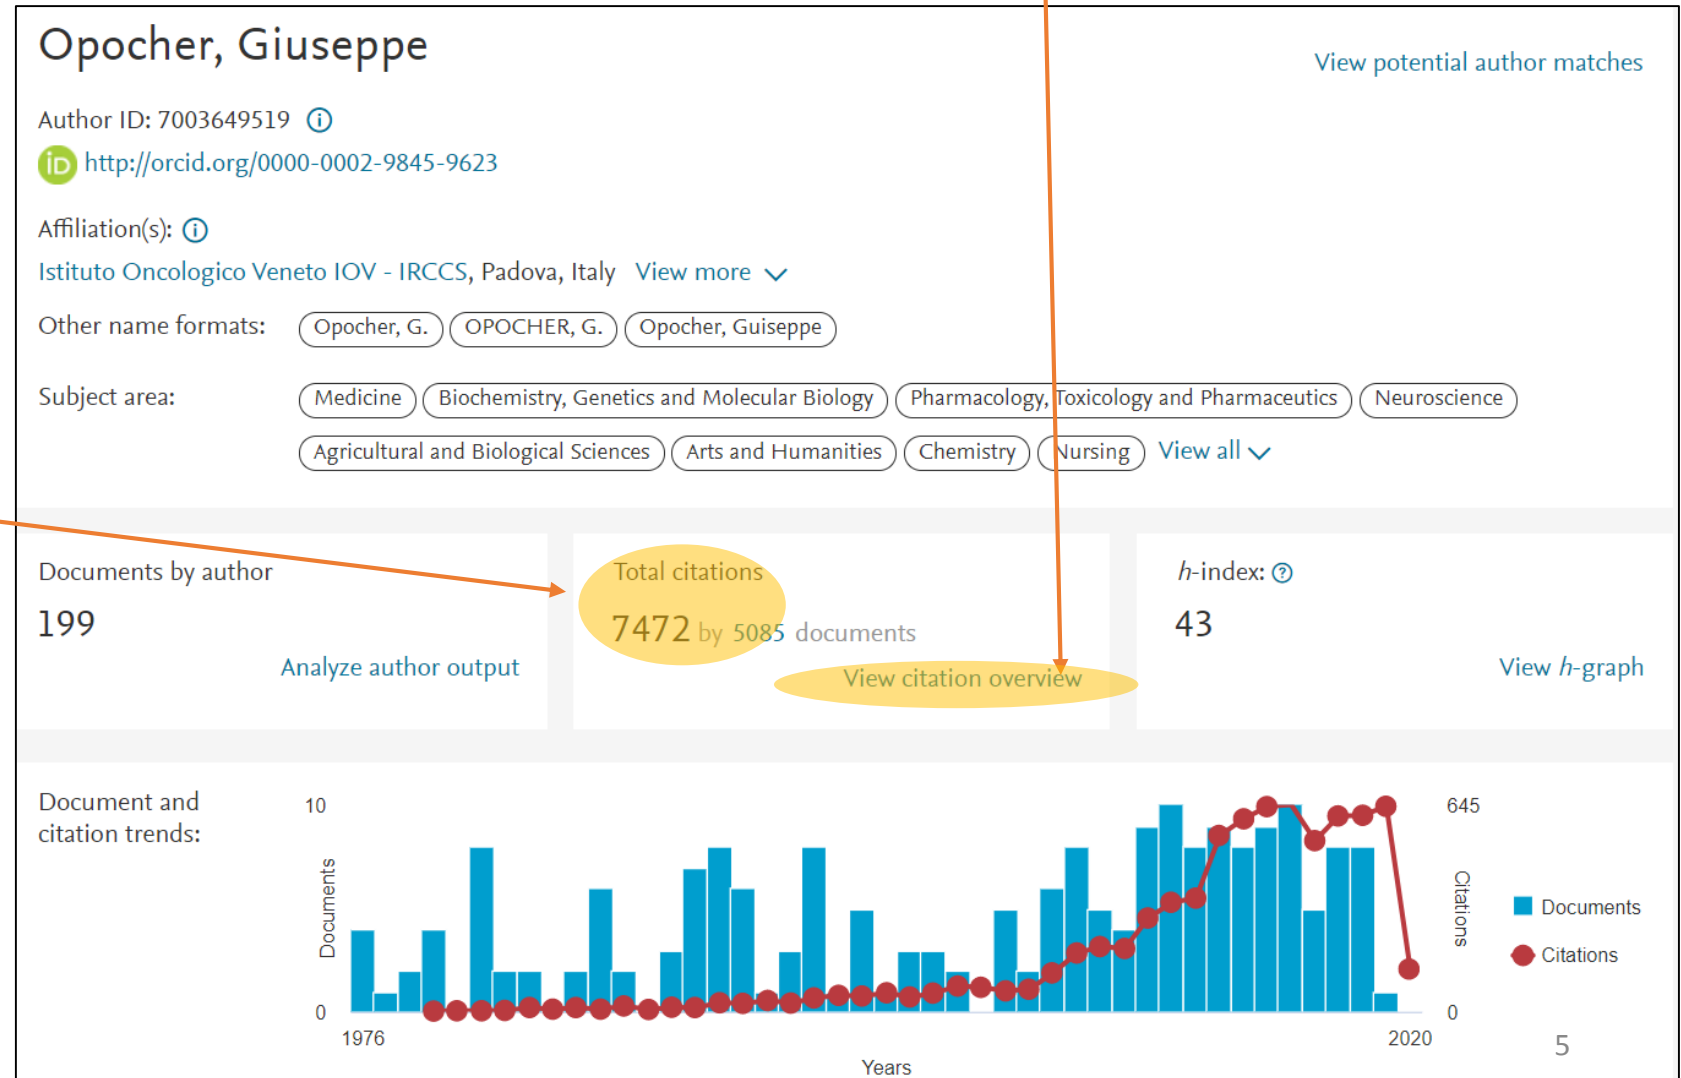 Opocher, Giuseppe
View potential author matches
Author ID: 7003649519
iD http://orcid.org/0000-0002-9845-9623
Affiliation(s):
Istituto Oncologico Veneto IOV - IRCCS, Padova, Italy View more
Other name formats: Opocher, G. OPOCHER, G. Opocher, Guiseppe
Subject area: Medicine Biochemistry, Genetics and Molecular Biology Pharmacology, Toxicology and Pharmaceutics Neuroscience
Agricultural and Biological Sciences Arts and Humanities Chemistry Nursing View all
Documents by author
199
Analyze author output
Total citations
7472 by 5085 documents
View citation overview
h-index:
43
View h-graph
Document and
citation trends:
10
0
Documents
1976
2020
Years
645
0
Citations
Documents
Citations
5